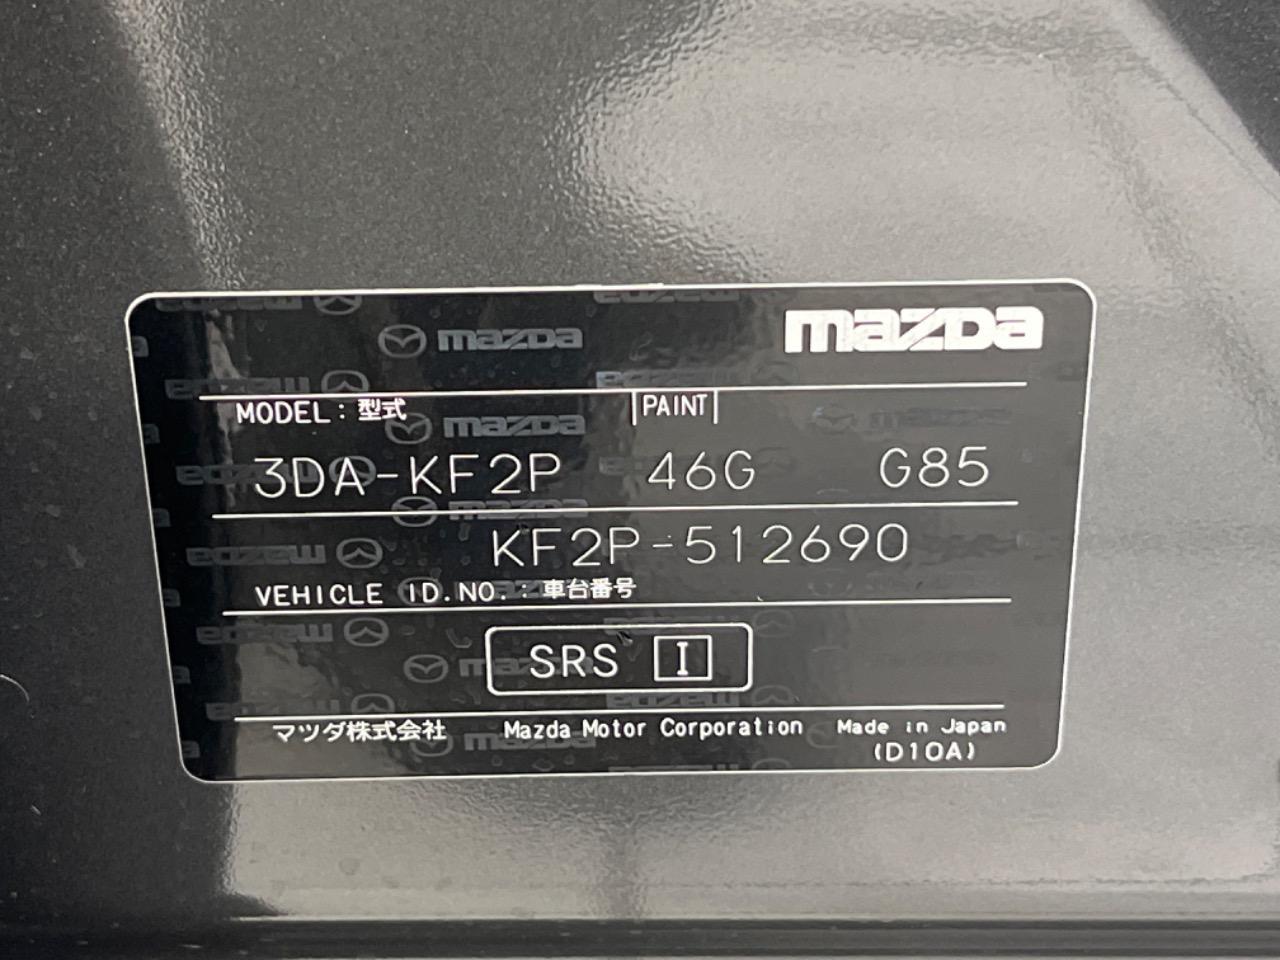 mazda
MODEL: 型式 PAINT
3DA-KF2P 46G G85
KF2P-512690
VEHICLE ID.NO.: 車台番号
SRS I
マツダ株式会社 Mazda Motor Corporation Made in Japan
(D10A)